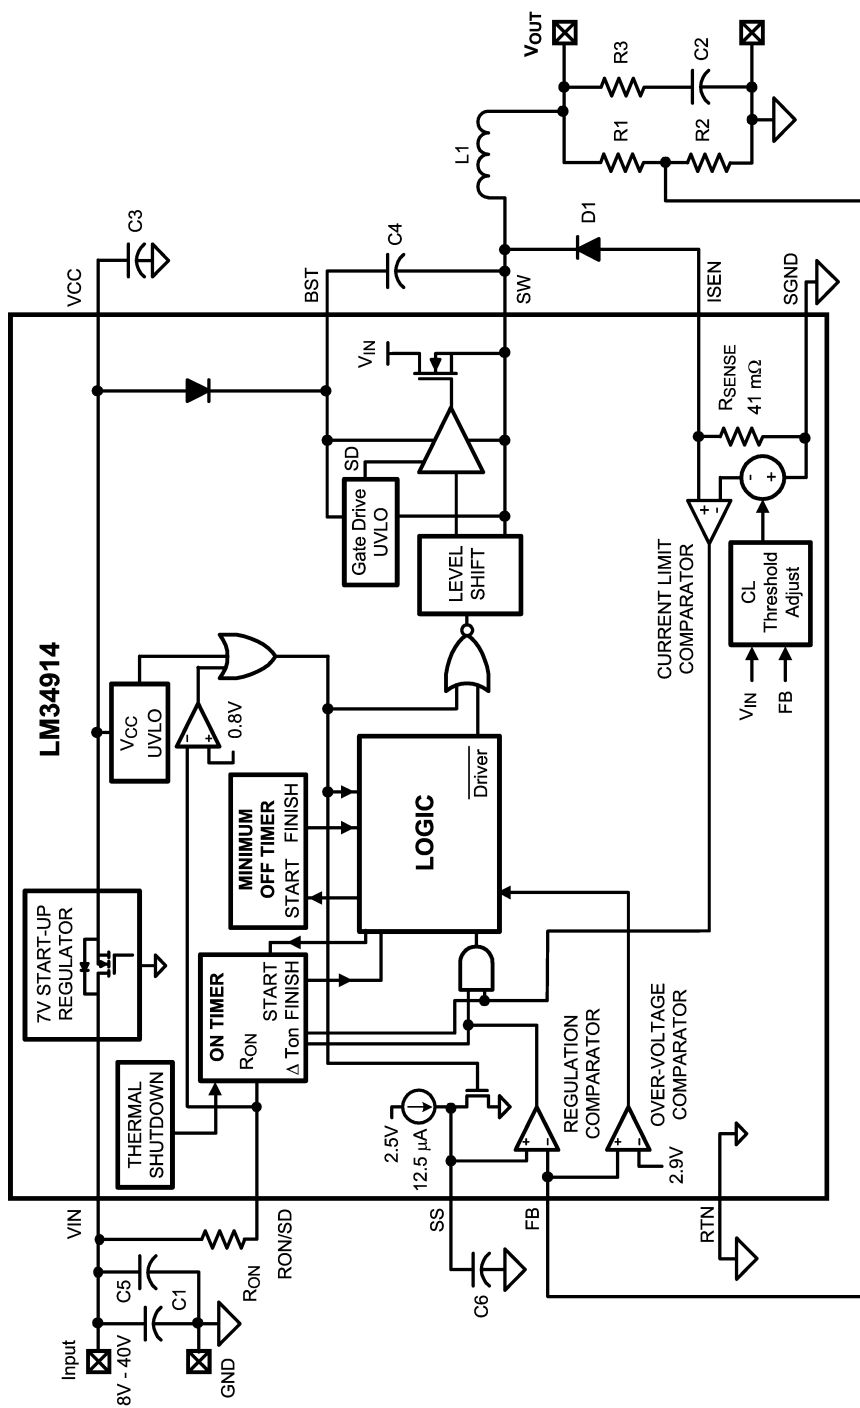 Input
8V - 40V
GND
C5
C1
VIN
RON
RON/SD
LM34914
7V START-UP
REGULATOR
VCC
C3
THERMAL
SHUTDOWN
ON TIMER
RON
START
FINISH
Δ Ton
MINIMUM
OFF TIMER
START
FINISH
VCC
UVLO
-
+
0.8V
Gate Drive
UVLO
SD
BST
C4
VIN
SW
L1
LOGIC
Driver
LEVEL
SHIFT
2.5V
12.5 µA
SS
C6
FB
+
-
REGULATION
COMPARATOR
+
-
2.9V
OVER-VOLTAGE
COMPARATOR
RTN
CURRENT LIMIT
COMPARATOR
+
-
-
+
CL
Threshold
Adjust
VIN
FB
RSENSE
41 mΩ
ISEN
SGND
D1
VOUT
R3
C2
R1
R2